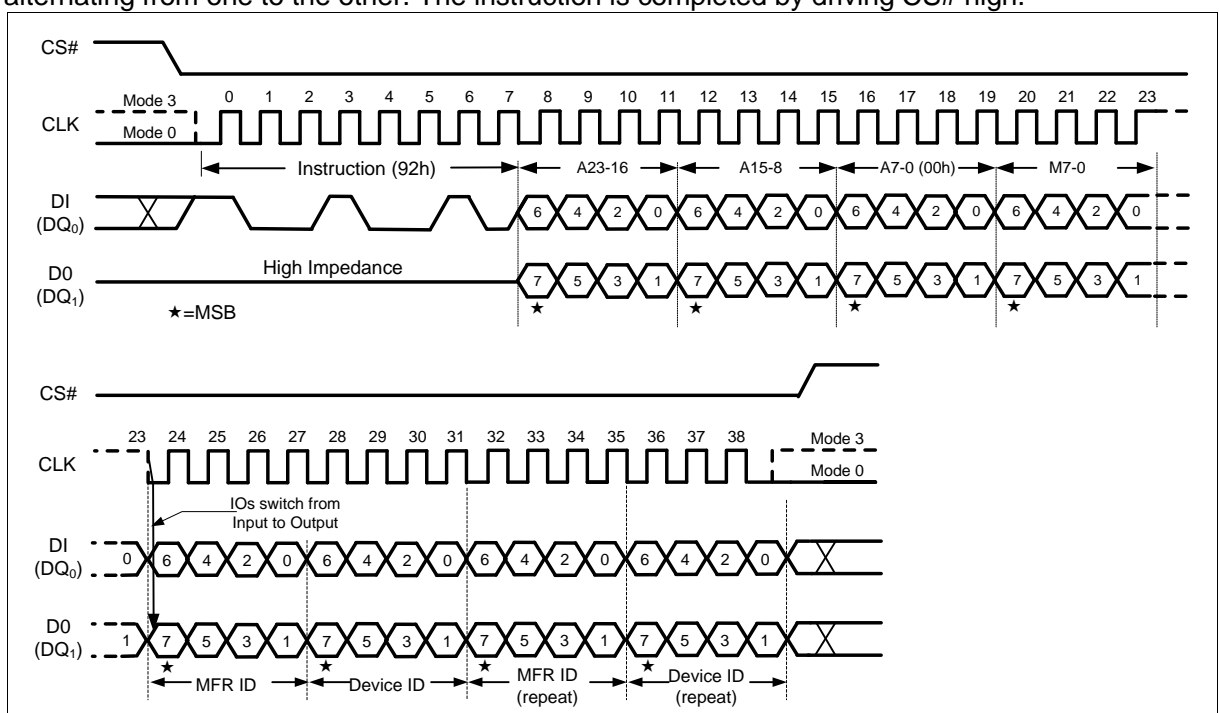 alternating from one to the other. The instruction is completed by driving CS# high.
CS#
Mode 3 0 1 2 3 4 5 6 7 8 9 10 11 12 13 14 15 16 17 18 19 20 21 22 23
CLK
Mode 0
Instruction (92h) A23-16 A15-8 A7-0 (00h) M7-0
DI
(DQ0)
6 4 2 0 6 4 2 0 6 4 2 0 6 4 2 0
D0
(DQ1)
High Impedance
7 5 3 1 7 5 3 1 7 5 3 1 7 5 3 1
★ ★ ★ ★
★=MSB
CS#
23 24 25 26 27 28 29 30 31 32 33 34 35 36 37 38 Mode 3
CLK
Mode 0
IOs switch from
Input to Output
DI
(DQ0)
0 6 4 2 0 6 4 2 0 6 4 2 0 6 4 2 0
D0
(DQ1)
1 7 5 3 1 7 5 3 1 7 5 3 1 7 5 3 1
★ ★ ★ ★
MFR ID Device ID MFR ID
(repeat)
Device ID
(repeat)